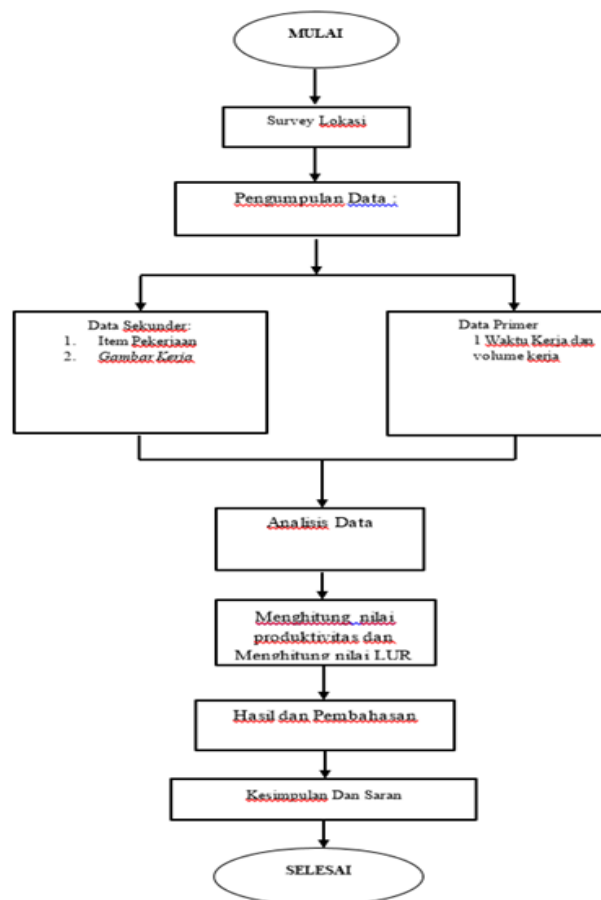 MULAI
Survey Lokasi
Pengumpulan Data :
Data Sekunder:
1. Item Pekerjaan
2. Gambar Kerja
Data Primer
1 Waktu Kerja dan
volume kerja
Analisis Data
Menghitung nilai
produktivitas dan
Menghitung nilai LUR
Hasil dan Pembahasan
Kesimpulan Dan Saran
SELESAI